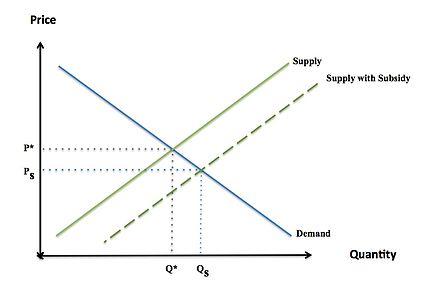 Price
Supply
Supply with Subsidy
P*
PS
Demand
Quantity
Q*
QS